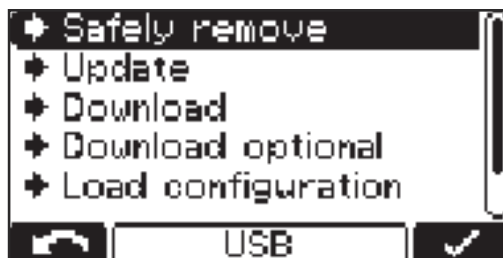 Safely remove
Update
Download
Download optional
Load configuration
USB